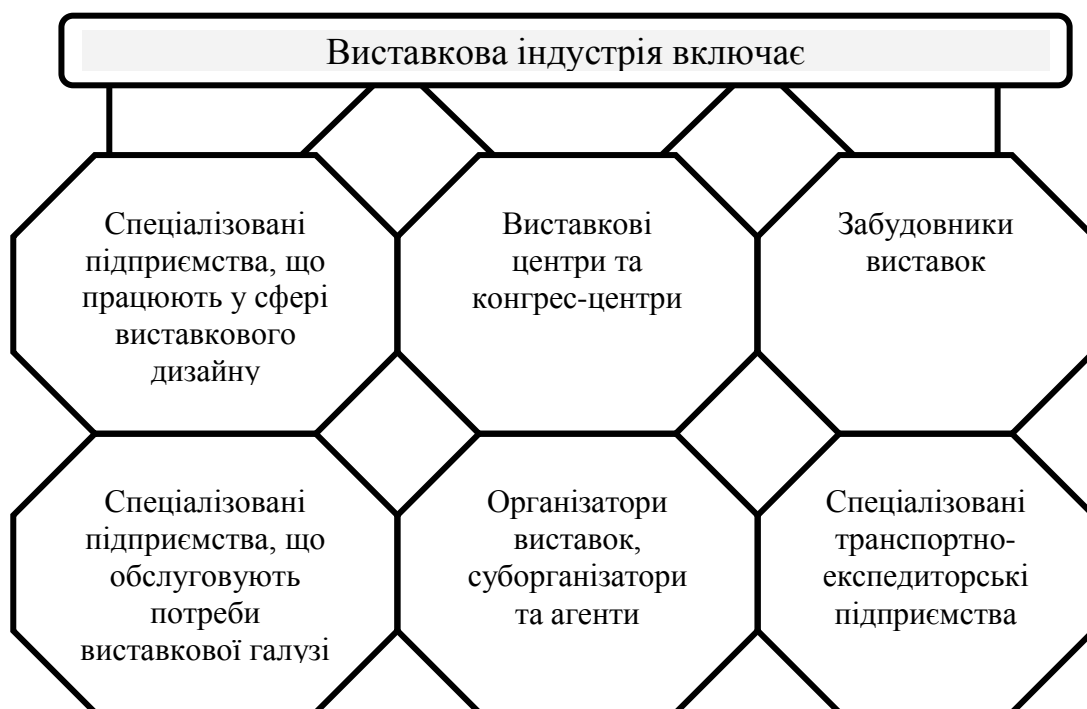 Виставкова індустрія включає
Спеціалізовані
підприємства, що
працюють у сфері
виставкового
дизайну
Виставкові
центри та
конгрес-центри
Забудовники
виставок
Спеціалізовані
підприємства, що
обслуговують
потреби
виставкової галузі
Організатори
виставок,
суборганізатори
та агенти
Спеціалізовані
транспортно-
експедиторські
підприємства